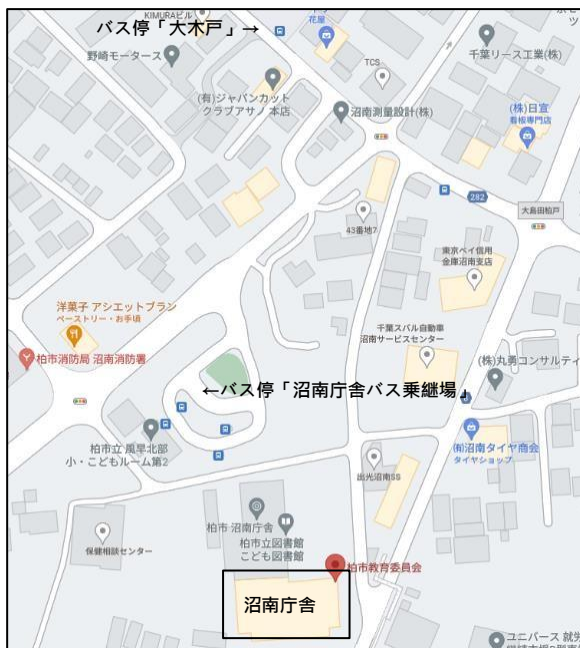 KIMURAビル
バス停「大木戸」→
花屋
野崎モータース
千葉リース工業(株)
TCS
(有)ジャパンカット
クラブアサノ 本店
沼南測量設計(株)
(株)日宣
看板専門店
282
大島田船戸
43番地7
東京ベイ信用
金庫沼南支店
洋菓子 アシェットブラン
ペーストリー・お手頃
千葉スバル自動車
沼南サービスセンター
柏市消防局 沼南消防署
(株)丸勇コンサルティ
←バス停「沼南庁舎バス乗継場」
柏市立 風早北部
小・こどもルーム第2
(有)沼南タイヤ商会
タイヤショップ
出光沼南SS
柏市 沼南庁舎
柏市立図書館
こども図書館
保健相談センター
柏市教育委員会
沼南庁舎
ユニバース 就労